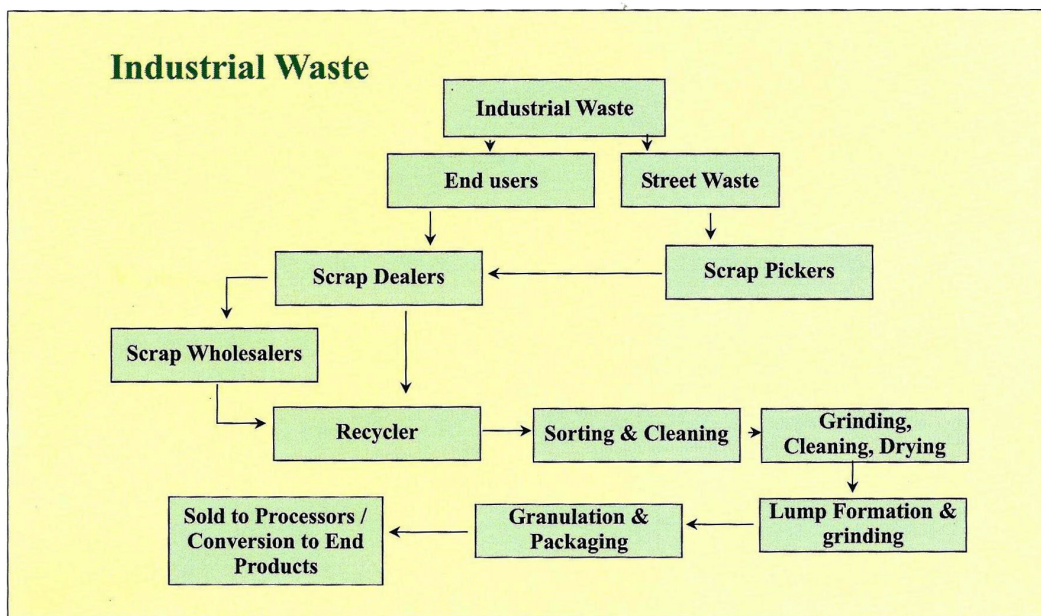 Industrial Waste
Industrial Waste
End users
Street Waste
Scrap Dealers
Scrap Pickers
Scrap Wholesalers
Recycler
Sorting & Cleaning
Grinding,
Cleaning, Drying
Lump Formation &
grinding
Granulation &
Packaging
Sold to Processors /
Conversion to End
Products